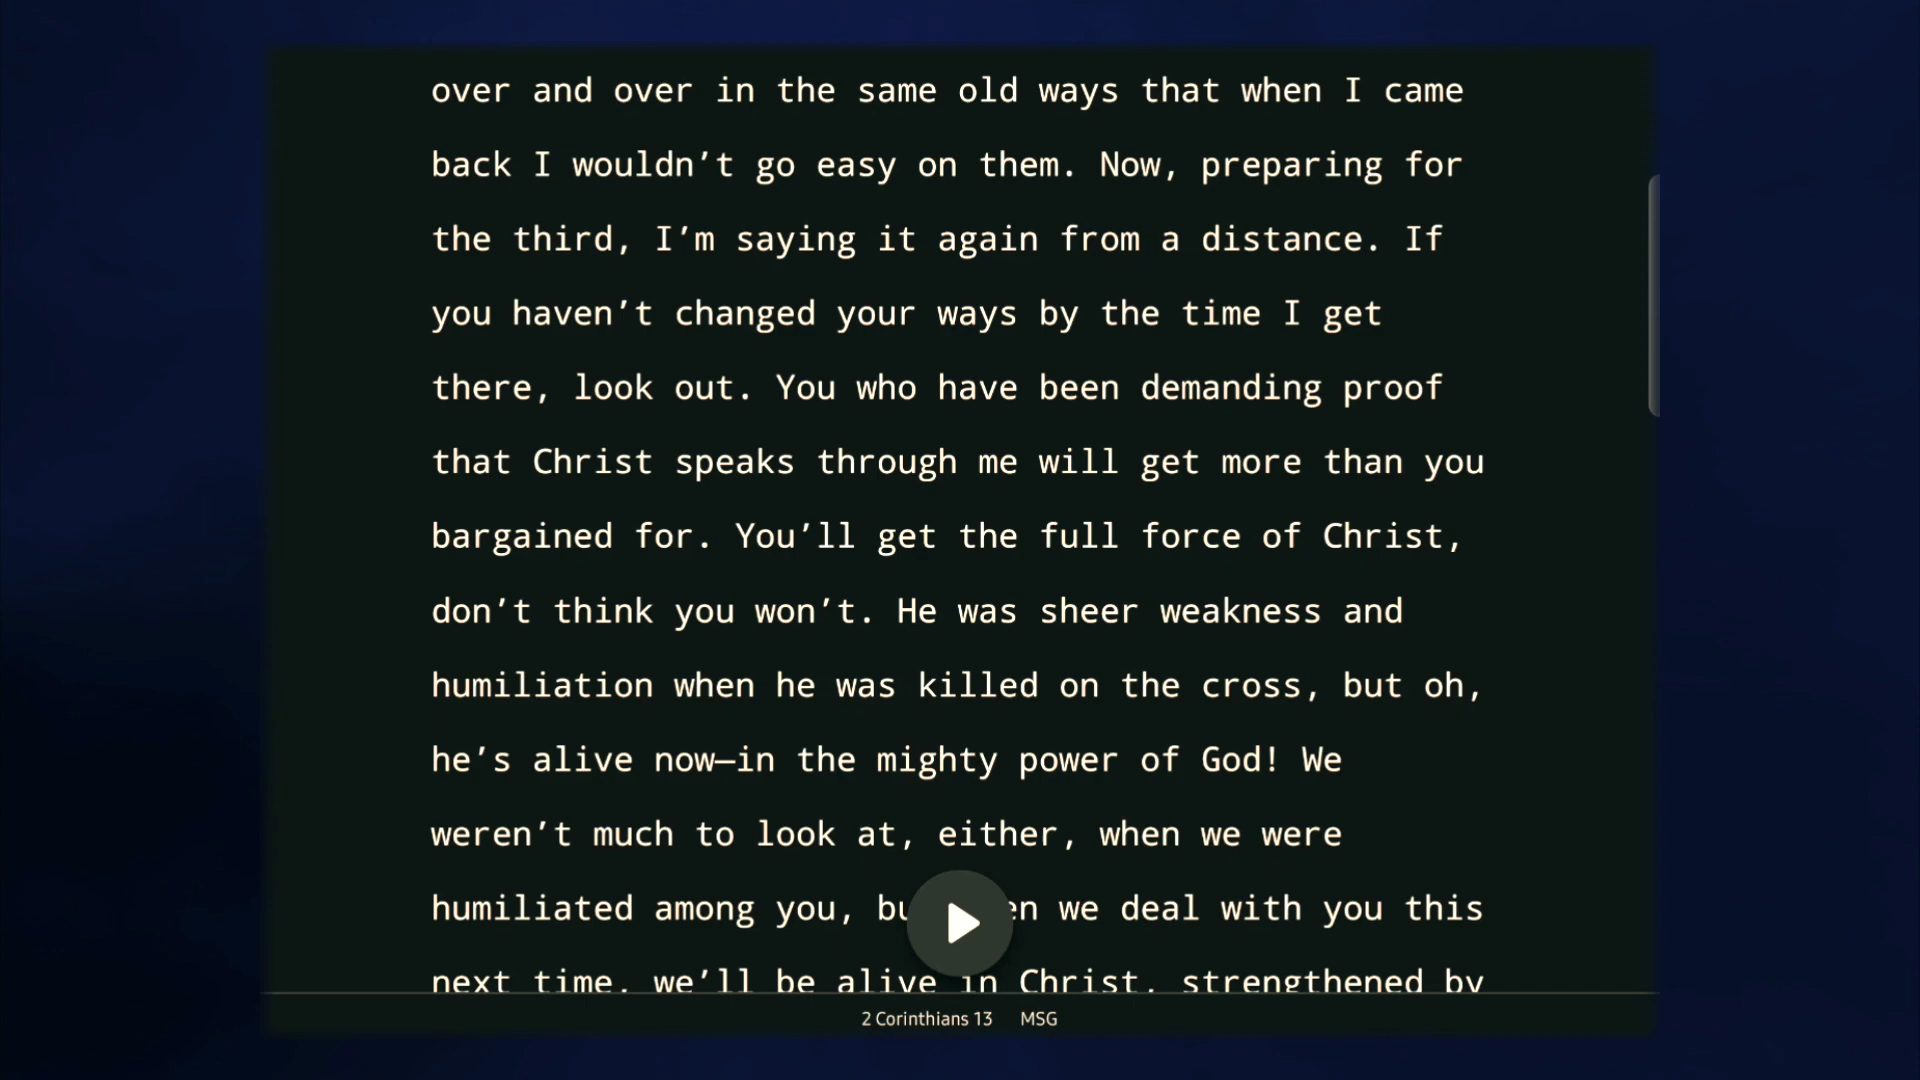 over and over in the same old ways that when I came
back I wouldn’t go easy on them. Now, preparing for
the third, I’m saying it again from a distance. If
you haven’t changed your ways by the time I get
there, look out. You who have been demanding proof
that Christ speaks through me will get more than you
bargained for. You’ll get the full force of Christ,
don’t think you won’t. He was sheer weakness and
humiliation when he was killed on the cross, but oh,
he’s alive now—in the mighty power of God! We
weren’t much to look at, either, when we were
humiliated among you, we deal with you this
next time, we’ll be alive in Christ, strengthened by
2 Corinthians 13 MSG